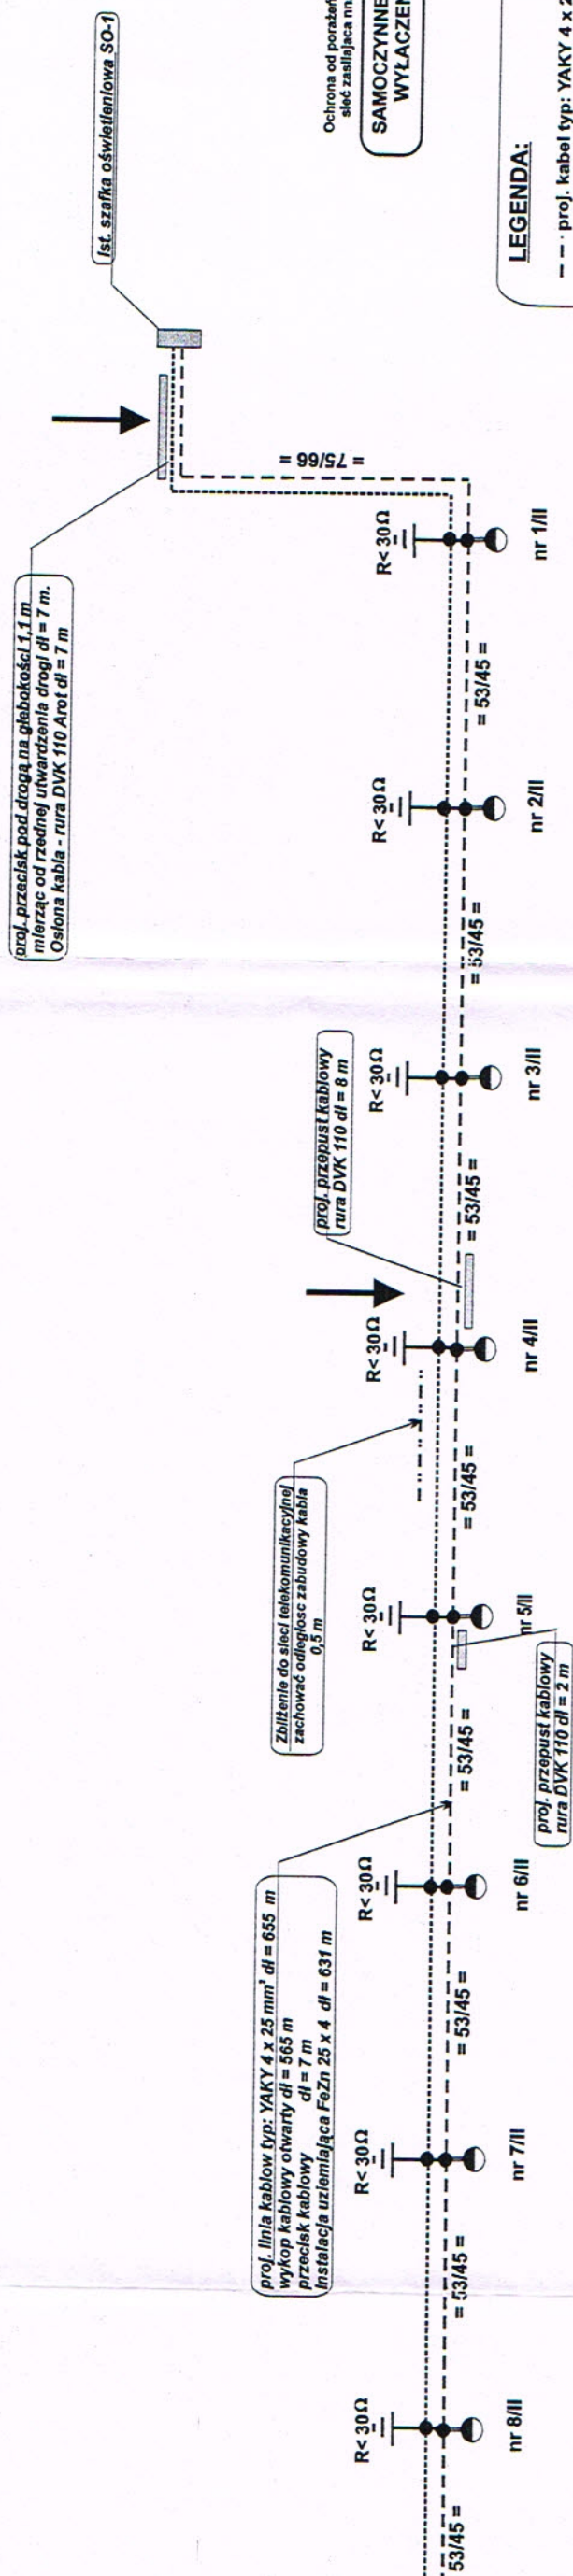 Ist. szafka oświetleniowa SO-1
Ochrona od porażeń
sieć zasilająca nn.
SAMOCZYNNE
WYŁĄCZEN
LEGENDA:
proj. kabel typ: YAKY 4 x 2
proj. przecisk pod drogą na głębokości 1,1 m
mierząc od rzędnej utwardzenia drogi dł = 7 m.
Osłona kabla - rura DVK 110 Arot dł = 7 m
= 75/66 =
R< 30Ω
nr 1/II
= 53/45 =
R< 30Ω
nr 2/II
= 53/45 =
R< 30Ω
nr 3/II
proj. przepust kablowy
rura DVK 110 dł = 8 m
= 53/45 =
R< 30Ω
nr 4/II
Zbliżenie do sieci telekomunikacyjnej
zachować odległosc zabudowy kabla
0,5 m
= 53/45 =
R< 30Ω
nr 5/II
proj. przepust kablowy
rura DVK 110 dł = 2 m
= 53/45 =
R< 30Ω
nr 6/II
proj. linia kablow typ: YAKY 4 x 25 mm² dł = 655 m
wykop kablowy otwarty dł = 565 m
przecisk kablowy dł = 7 m
Instalacja uziemiająca FeZn 25 x 4 dł = 631 m
= 53/45 =
R< 30Ω
nr 7/II
= 53/45 =
R< 30Ω
nr 8/II
53/45 =